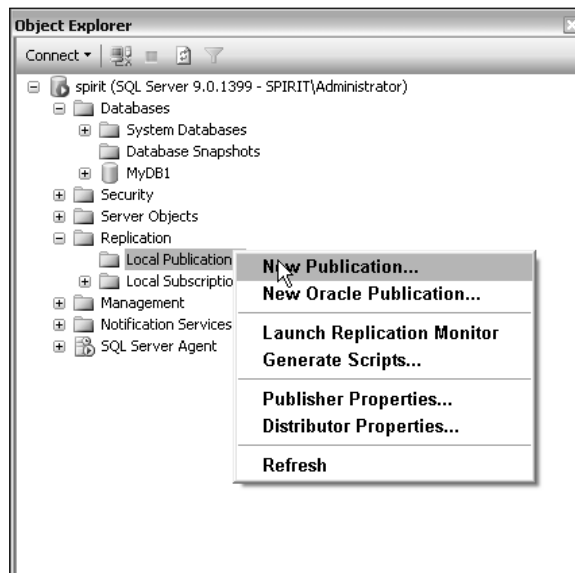 Object Explorer
Connect
spirit (SQL Server 9.0.1399 - SPIRIT\Administrator)
Databases
System Databases
Database Snapshots
MyDB1
Security
Server Objects
Replication
Local Publication
Local Subscriptio
Management
Notification Services
SQL Server Agent
New Publication...
New Oracle Publication...
Launch Replication Monitor
Generate Scripts...
Publisher Properties...
Distributor Properties...
Refresh